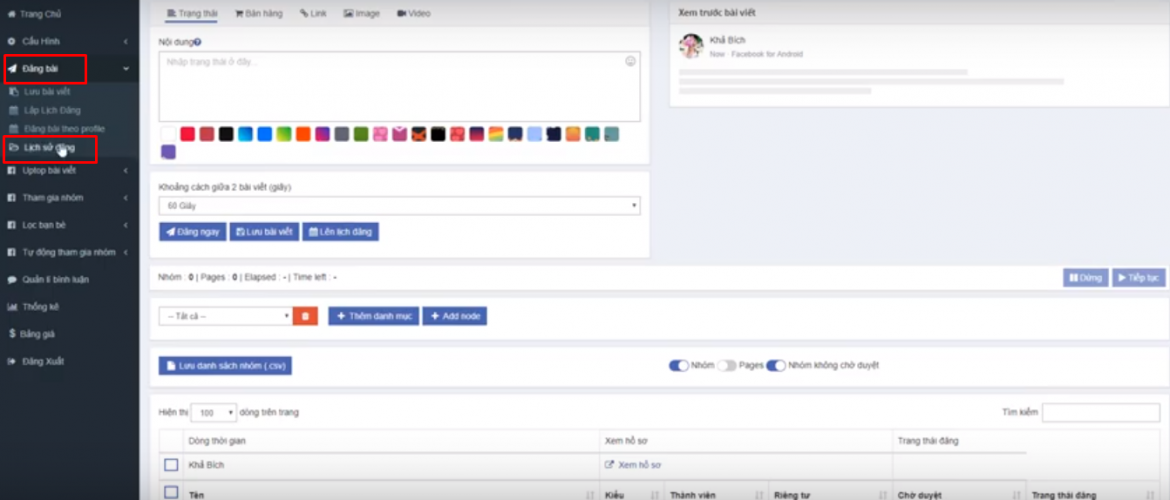 Trang Chủ
Cấu Hình
Đăng bài
Lưu bài viết
Lập Lịch Đăng
Đăng bài theo profile
Lịch sử đăng
Uptop bài viết
Tham gia nhóm
Lọc bạn bè
Tự động tham gia nhóm
Quản lí bình luận
Thống kê
Bảng giá
Đăng Xuất
Trạng thái Bán hàng Link Image Video
Nội dung
Nhập trạng thái ở đây...
Khoảng cách giữa 2 bài viết (giây)
60 Giây
Đăng ngay Lưu bài viết Lên lịch đăng
Xem trước bài viết
Khả Bích
Now · Facebook for Android
Nhóm : 0 | Pages : 0 | Elapsed : - | Time left : -
Dừng Tiếp tục
-- Tất cả --
+ Thêm danh mục + Add node
Lưu danh sách nhóm (.csv)
Nhóm Pages Nhóm không chờ duyệt
Hiện thị 100 dòng trên trang
Tìm kiếm
Dòng thời gian Xem hồ sơ Trạng thái đăng
Khả Bích Xem hồ sơ
Tên Kiểu Thành viên Riêng tư Chờ duyệt Trạng thái đăng